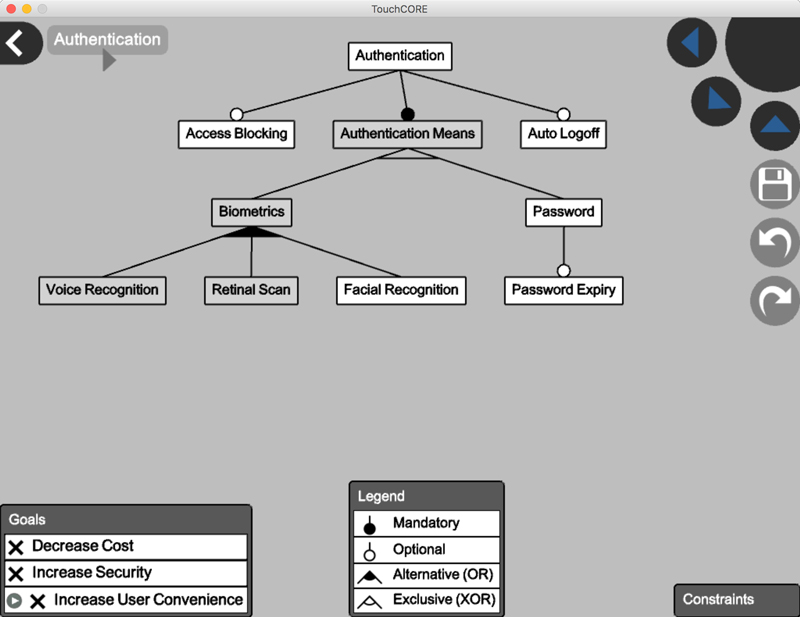 TouchCORE
Authentication
Authentication
Access Blocking
Authentication Means
Auto Logoff
Biometrics
Password
Voice Recognition
Retinal Scan
Facial Recognition
Password Expiry
Goals
Decrease Cost
Increase Security
Increase User Convenience
Legend
Mandatory
Optional
Alternative (OR)
Exclusive (XOR)
Constraints